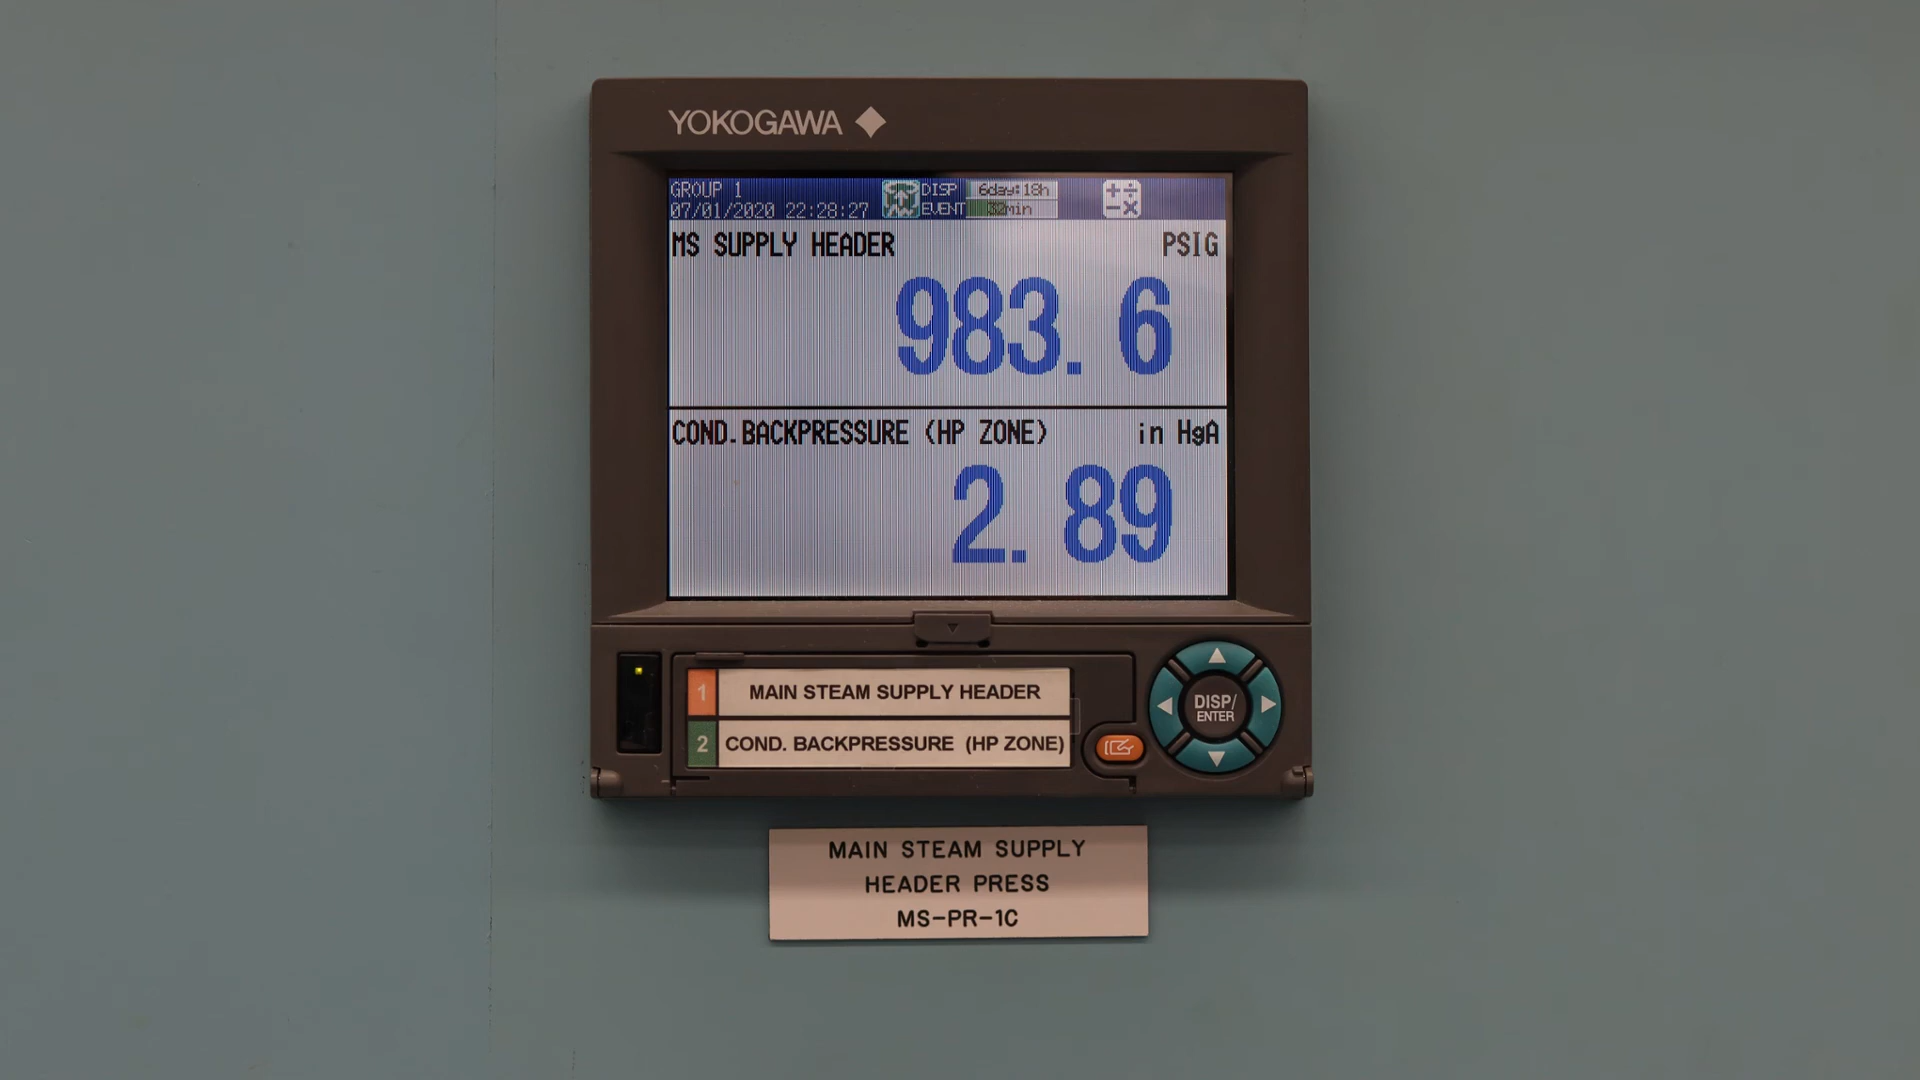 YOKOGAWA
GROUP 1
07/01/2020 22:28:27
DISP 6day:18h
EVENT 32min
MS SUPPLY HEADER PSIG
983.6
COND.BACKPRESSURE (HP ZONE) in HgA
2.89
1 MAIN STEAM SUPPLY HEADER
2 COND. BACKPRESSURE (HP ZONE)
DISP/
ENTER
MAIN STEAM SUPPLY
HEADER PRESS
MS-PR-1C